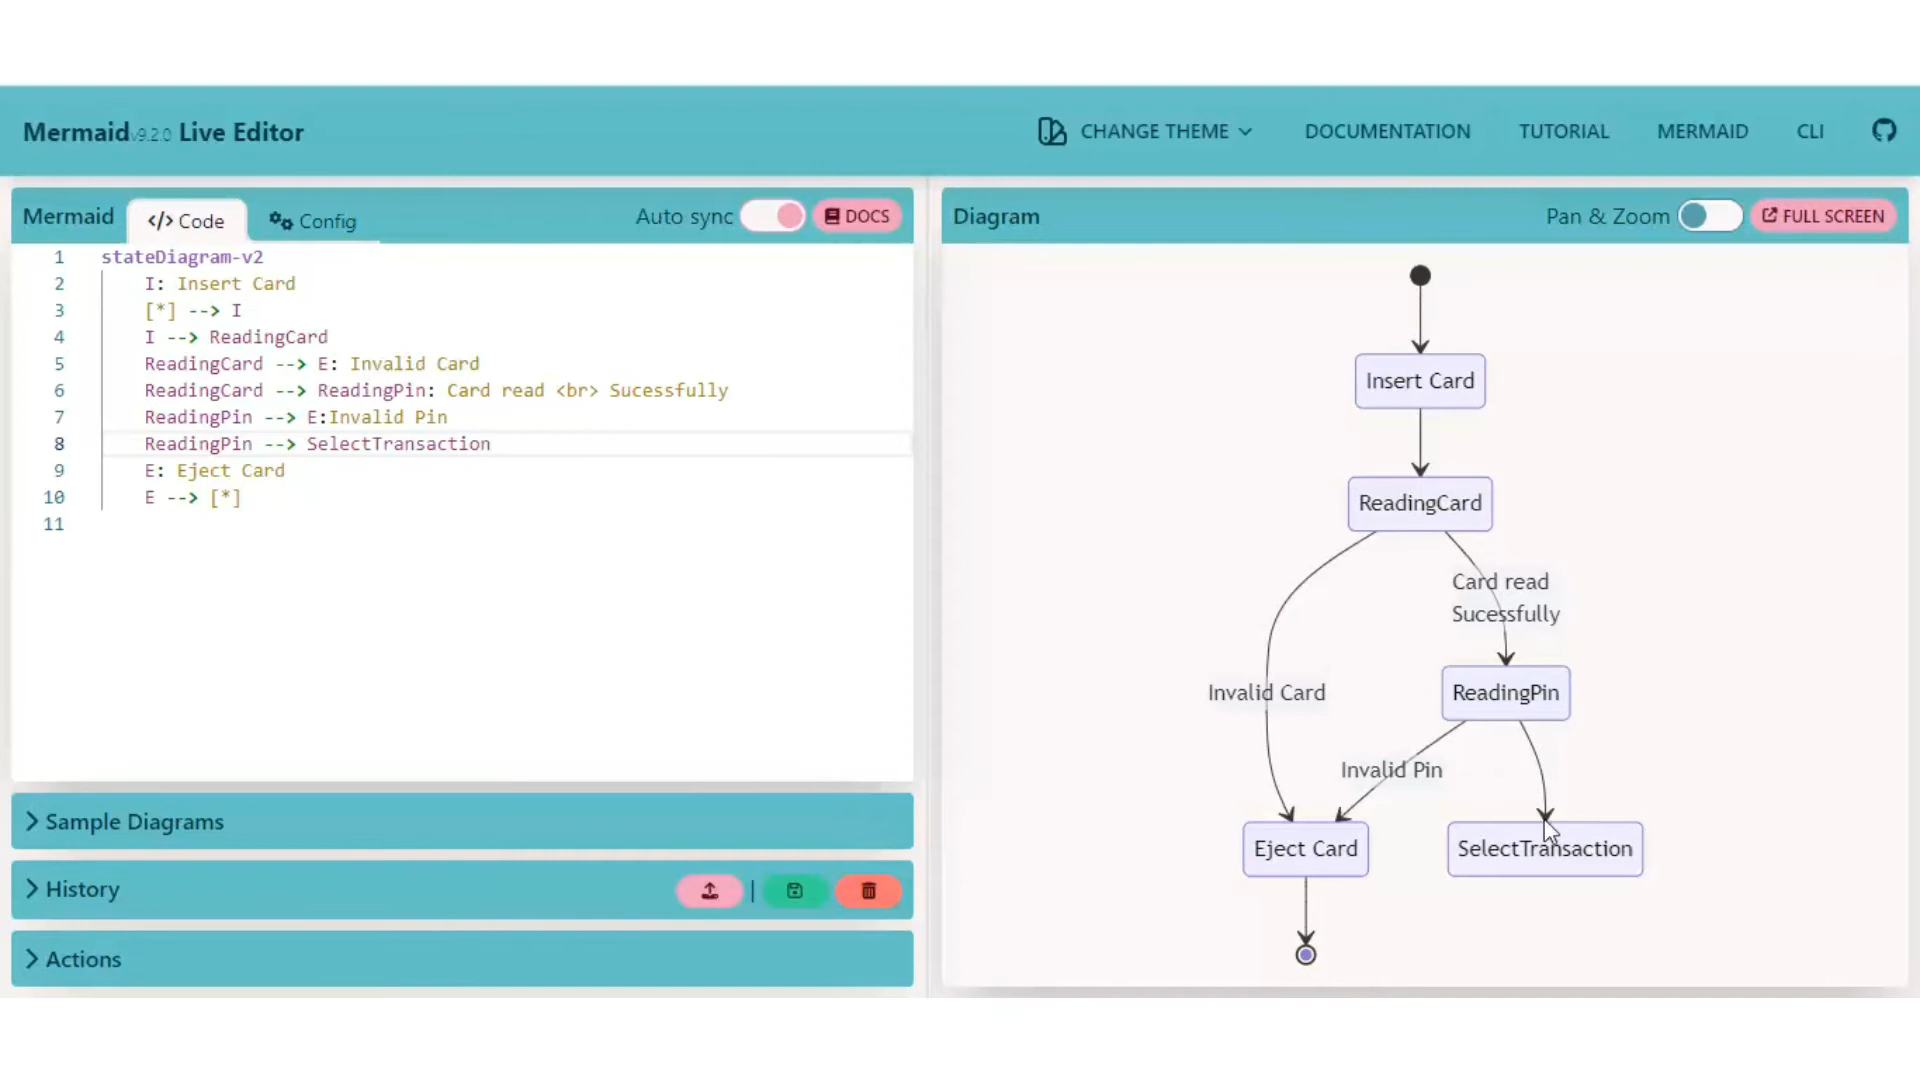 Mermaid v9.2.0 Live Editor
CHANGE THEME
DOCUMENTATION
TUTORIAL
MERMAID
CLI
Mermaid
</> Code
Config
Auto sync
DOCS
1 stateDiagram-v2
2 I: Insert Card
3 [*] --> I
4 I --> ReadingCard
5 ReadingCard --> E: Invalid Card
6 ReadingCard --> ReadingPin: Card read <br> Sucessfully
7 ReadingPin --> E:Invalid Pin
8 ReadingPin --> SelectTransaction
9 E: Eject Card
10 E --> [*]
11
Sample Diagrams
History
Actions
Diagram
Pan & Zoom
FULL SCREEN
Insert Card
ReadingCard
Card read
Sucessfully
Invalid Card
ReadingPin
Invalid Pin
Eject Card
SelectTransaction